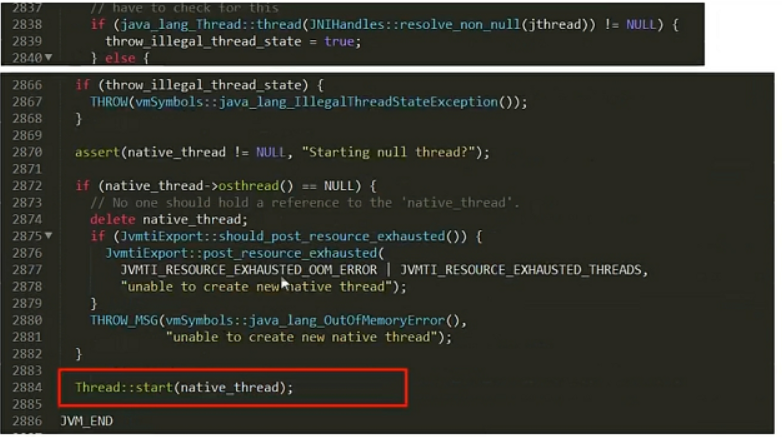 2837 // have to check for this
2838 if (java_lang_Thread::thread(JNIHandles::resolve_non_null(jthread)) != NULL) {
2839 throw_illegal_thread_state = true;
2840▼ } else {
2866 if (throw_illegal_thread_state) {
2867 THROW(vmSymbols::java_lang_IllegalThreadStateException());
2868 }
2869
2870 assert(native_thread != NULL, "Starting null thread?");
2871
2872 if (native_thread->osthread() == NULL) {
2873 // No one should hold a reference to the 'native_thread'.
2874 delete native_thread;
2875▼ if (JvmtiExport::should_post_resource_exhausted()) {
2876 JvmtiExport::post_resource_exhausted(
2877 JVMTI_RESOURCE_EXHAUSTED_OOM_ERROR | JVMTI_RESOURCE_EXHAUSTED_THREADS,
2878 "unable to create new native thread");
2879 }
2880 THROW_MSG(vmSymbols::java_lang_OutOfMemoryError(),
2881 "unable to create new native thread");
2882 }
2883
2884 Thread::start(native_thread);
2885
2886 JVM_END